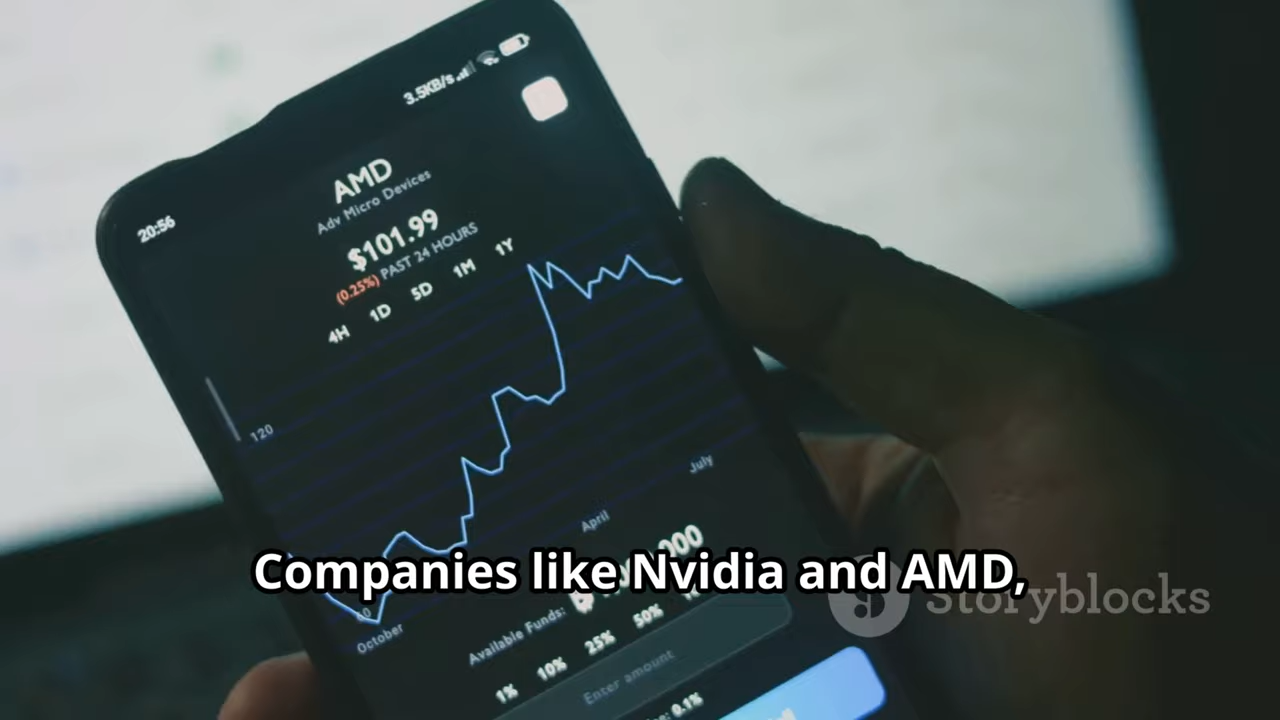 3.5KB/s
20:56
AMD
Adv Micro Devices
$101.99
(0.25%) PAST 24 HOURS
4H 1D 5D 1M 1Y
120
July
April
October
Available Funds:
1% 10% 25% 50%
Enter amount
0.1%
Companies like Nvidia and AMD,
Storyblocks